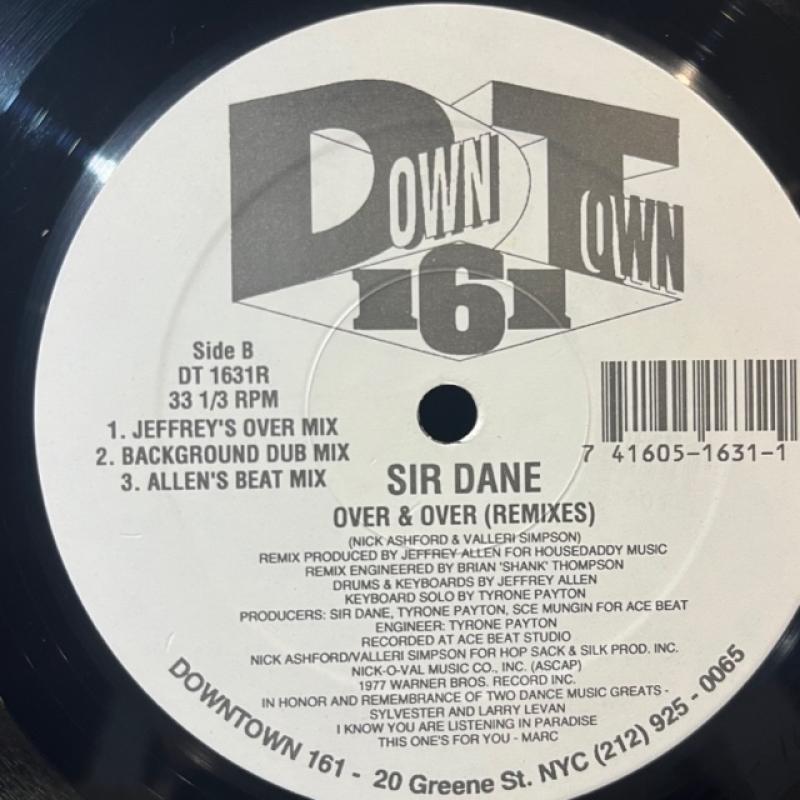 DOWN TOWN
161
Side B
DT 1631R
33 1/3 RPM
1. JEFFREY'S OVER MIX
2. BACKGROUND DUB MIX
3. ALLEN'S BEAT MIX
7 41605-1631-1
SIR DANE
OVER & OVER (REMIXES)
(NICK ASHFORD & VALLERI SIMPSON)
REMIX PRODUCED BY JEFFREY ALLEN FOR HOUSEDADDY MUSIC
REMIX ENGINEERED BY BRIAN 'SHANK' THOMPSON
DRUMS & KEYBOARDS BY JEFFREY ALLEN
KEYBOARD SOLO BY TYRONE PAYTON
PRODUCERS: SIR DANE, TYRONE PAYTON, SCE MUNGIN FOR ACE BEAT
ENGINEER: TYRONE PAYTON
RECORDED AT ACE BEAT STUDIO
NICK ASHFORD/VALLERI SIMPSON FOR HOP SACK & SILK PROD. INC.
NICK-O-VAL MUSIC CO., INC. (ASCAP)
1977 WARNER BROS. RECORD INC.
IN HONOR AND REMEMBRANCE OF TWO DANCE MUSIC GREATS -
SYLVESTER AND LARRY LEVAN
I KNOW YOU ARE LISTENING IN PARADISE
THIS ONE'S FOR YOU - MARC
DOWNTOWN 161 - 20 Greene St. NYC (212) 925 - 0065